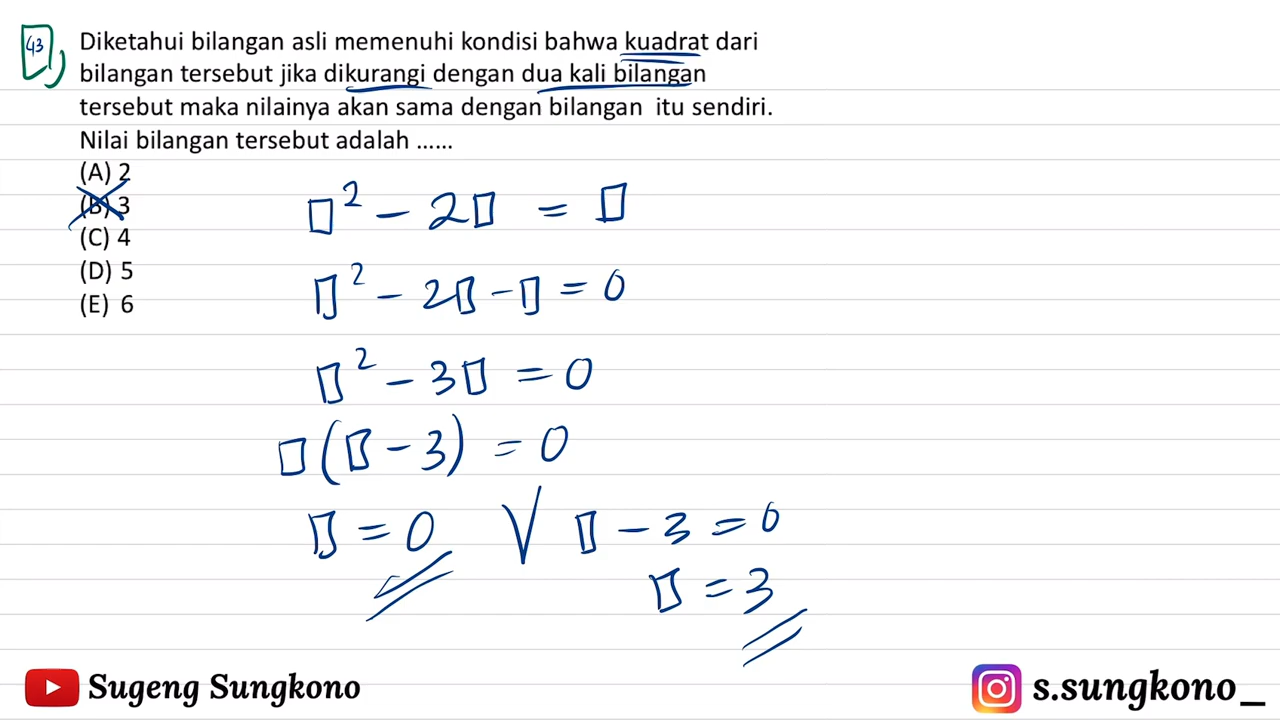 43) Diketahui bilangan asli memenuhi kondisi bahwa kuadrat dari
bilangan tersebut jika dikurangi dengan dua kali bilangan
tersebut maka nilainya akan sama dengan bilangan itu sendiri.
Nilai bilangan tersebut adalah ……
(A) 2
(B) 3
(C) 4
(D) 5
(E) 6
▯² − 2▯ = ▯
▯² − 2▯ − ▯ = 0
▯² − 3▯ = 0
▯(▯ − 3) = 0
▯ = 0 ∨ ▯ − 3 = 0
▯ = 3
Sugeng Sungkono
s.sungkono_